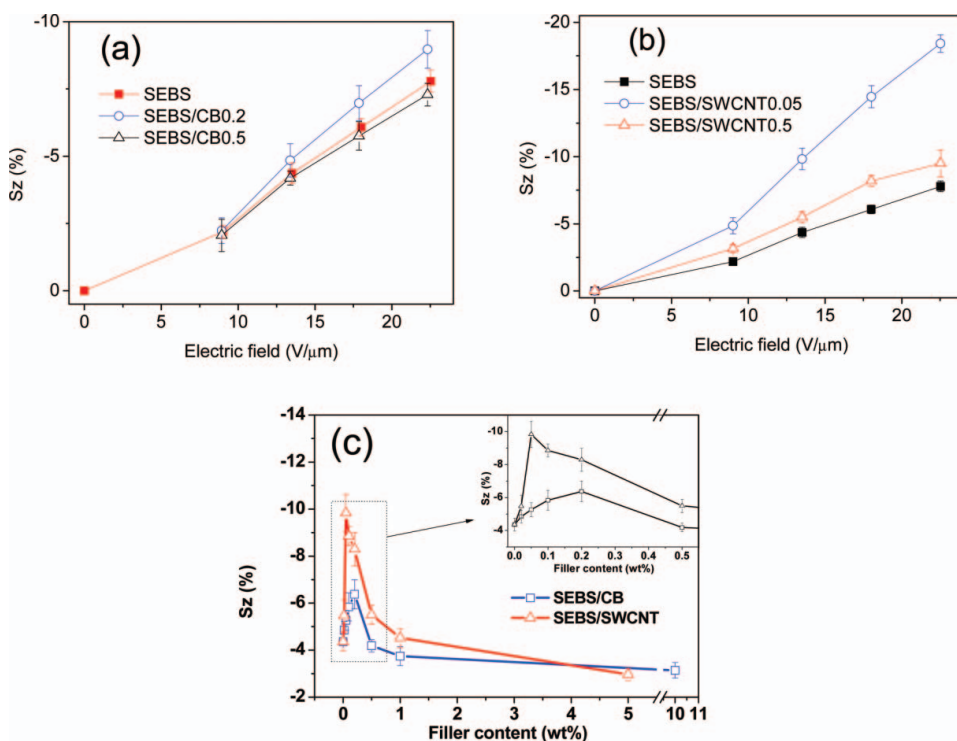 (a)
-10
-5
0
Sz (%)
SEBS
SEBS/CB0.2
SEBS/CB0.5
0 5 10 15 20
Electric field (V/μm)
(b)
-20
-15
-10
-5
0
Sz (%)
SEBS
SEBS/SWCNT0.05
SEBS/SWCNT0.5
0 5 10 15 20
Electric field (V/μm)
(c)
-14
-12
-10
-8
-6
-4
-2
Sz (%)
-10
-8
-6
-4
Sz (%)
0.0 0.1 0.2 0.3 0.4 0.5
Filler content (wt%)
SEBS/CB
SEBS/SWCNT
0 1 2 3 4 5 10 11
Filler content (wt%)